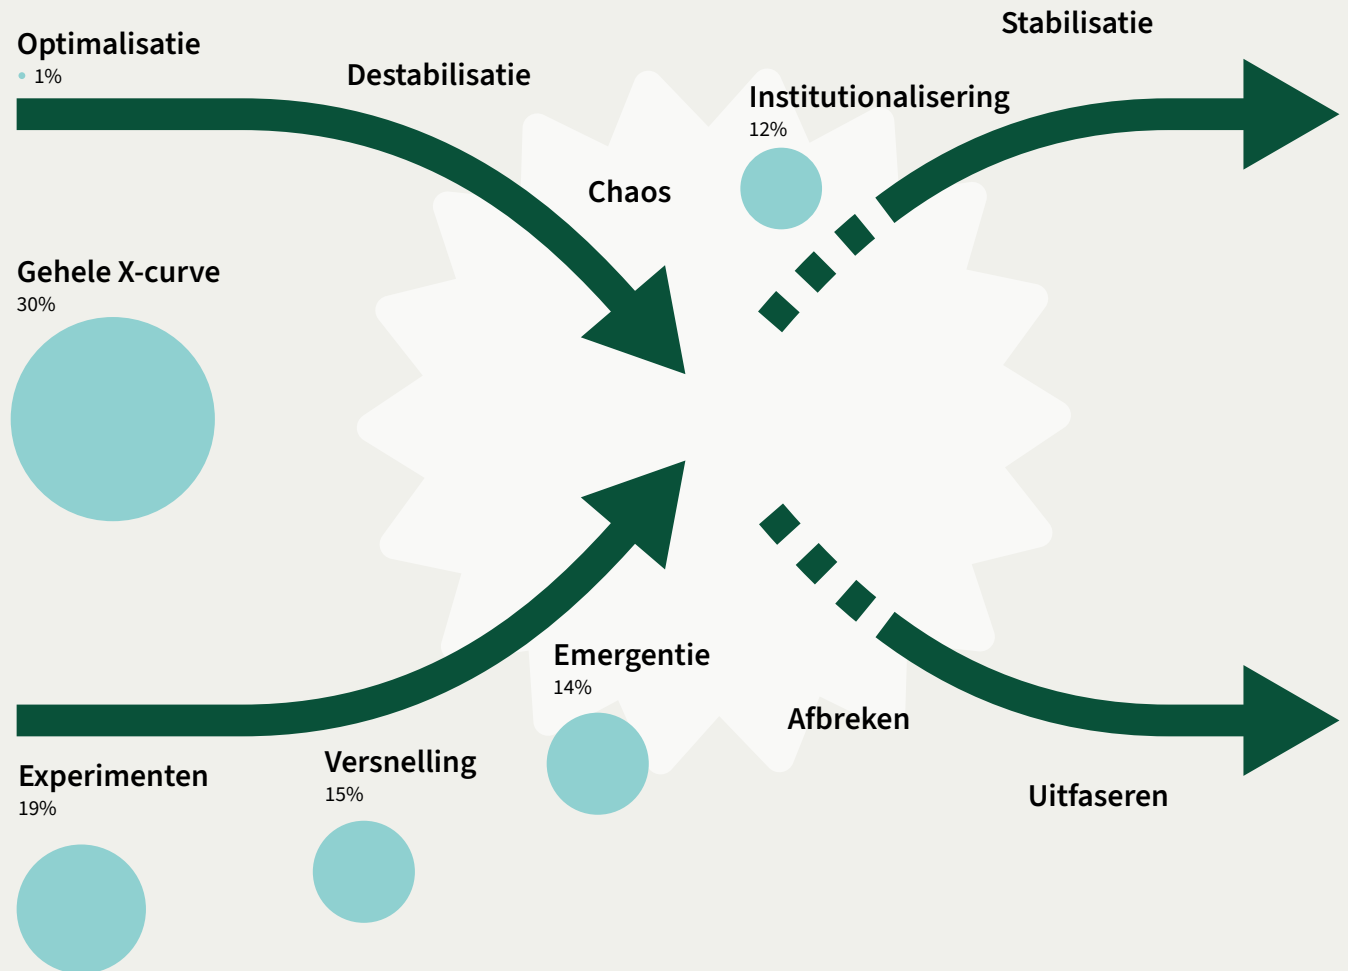 Stabilisatie
Optimalisatie
1%
Destabilisatie
Institutionalisering
12%
Chaos
Gehele X-curve
30%
Emergentie
14%
Afbreken
Versnelling
15%
Experimenten
19%
Uitfaseren